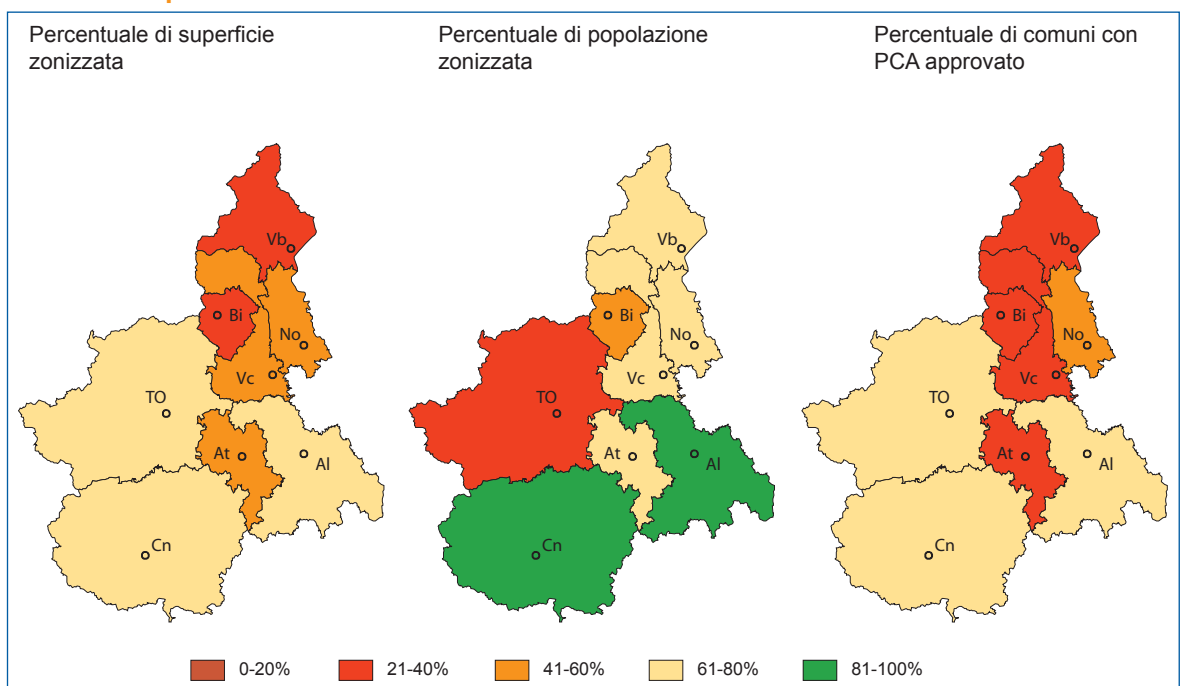 Percentuale di superficie
zonizzata
Percentuale di popolazione
zonizzata
Percentuale di comuni con
PCA approvato
Vb
Bi
No
Vc
TO
At
Al
Cn
Vb
Bi
No
Vc
TO
At
Al
Cn
Vb
Bi
No
Vc
TO
At
Al
Cn
0-20%
21-40%
41-60%
61-80%
81-100%